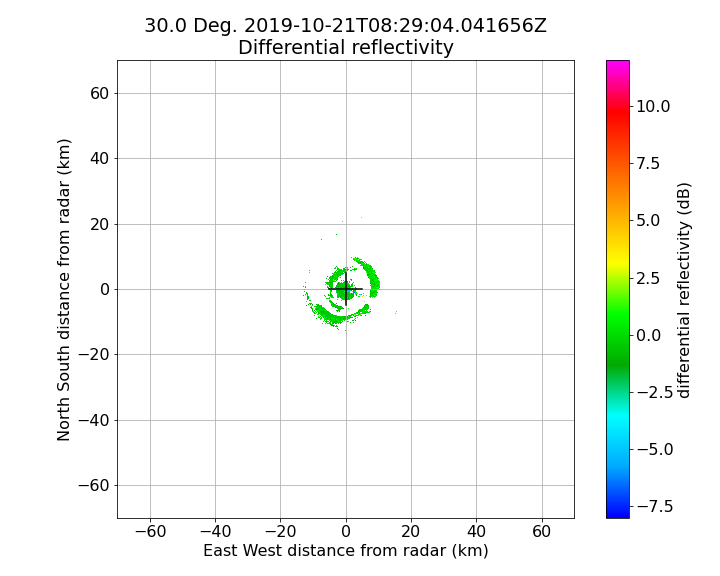 30.0 Deg. 2019-10-21T08:29:04.041656Z
Differential reflectivity
North South distance from radar (km)
60
40
20
0
−20
−40
−60
−60 −40 −20 0 20 40 60
East West distance from radar (km)
10.0
7.5
5.0
2.5
0.0
−2.5
−5.0
−7.5
differential reflectivity (dB)